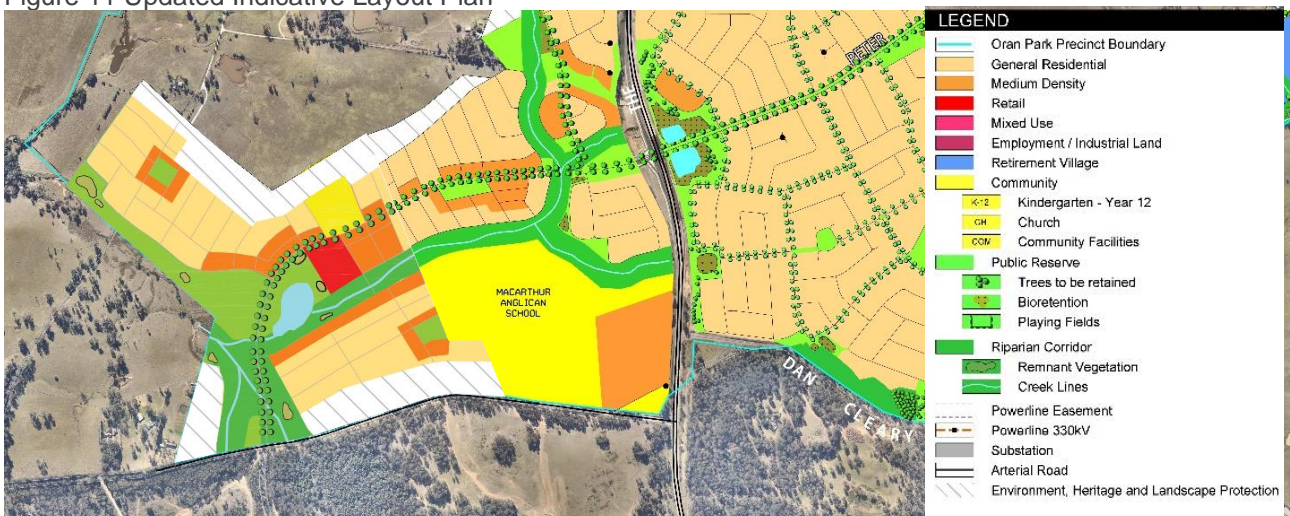 Figure 11 Updated Indicative Layout Plan
PETER
MACARTHUR
ANGLICAN
SCHOOL
DAN
CLEARY
LEGEND
Oran Park Precinct Boundary
General Residential
Medium Density
Retail
Mixed Use
Employment / Industrial Land
Retirement Village
Community
K-12 Kindergarten - Year 12
CH Church
COM Community Facilities
Public Reserve
Trees to be retained
Bioretention
Playing Fields
Riparian Corridor
Remnant Vegetation
Creek Lines
Powerline Easement
Powerline 330kV
Substation
Arterial Road
Environment, Heritage and Landscape Protection